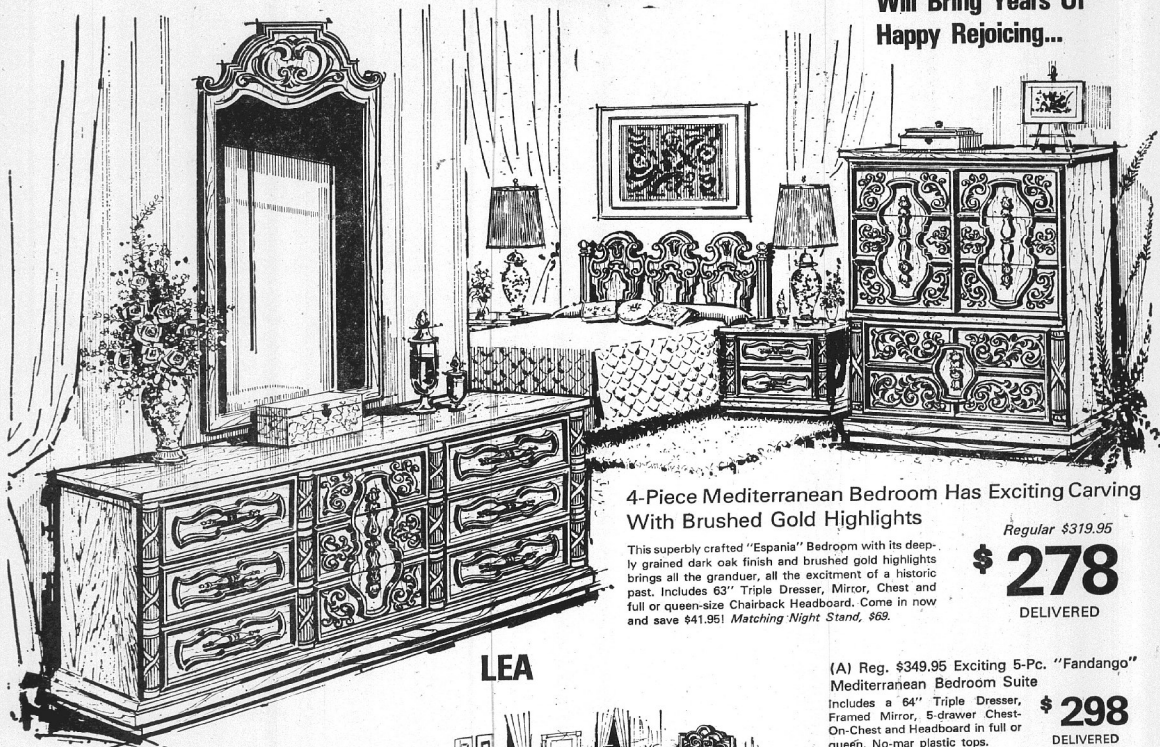 Will Bring Years Of
Happy Rejoicing...
4-Piece Mediterranean Bedroom Has Exciting Carving
With Brushed Gold Highlights
This superbly crafted "Espania" Bedroom with its deep-
ly grained dark oak finish and brushed gold highlights
brings all the granduer, all the excitment of a historic
past. Includes 63" Triple Dresser, Mirror, Chest and
full or queen-size Chairback Headboard. Come in now
and save $41.95! Matching Night Stand, $69.
Regular $319.95
$278
DELIVERED
LEA
(A) Reg. $349.95 Exciting 5-Pc. "Fandango"
Mediterranean Bedroom Suite
Includes a 64" Triple Dresser,
Framed Mirror, 5-drawer Chest-
On-Chest and Headboard in full or
queen. No-mar plastic tops.
$298
DELIVERED